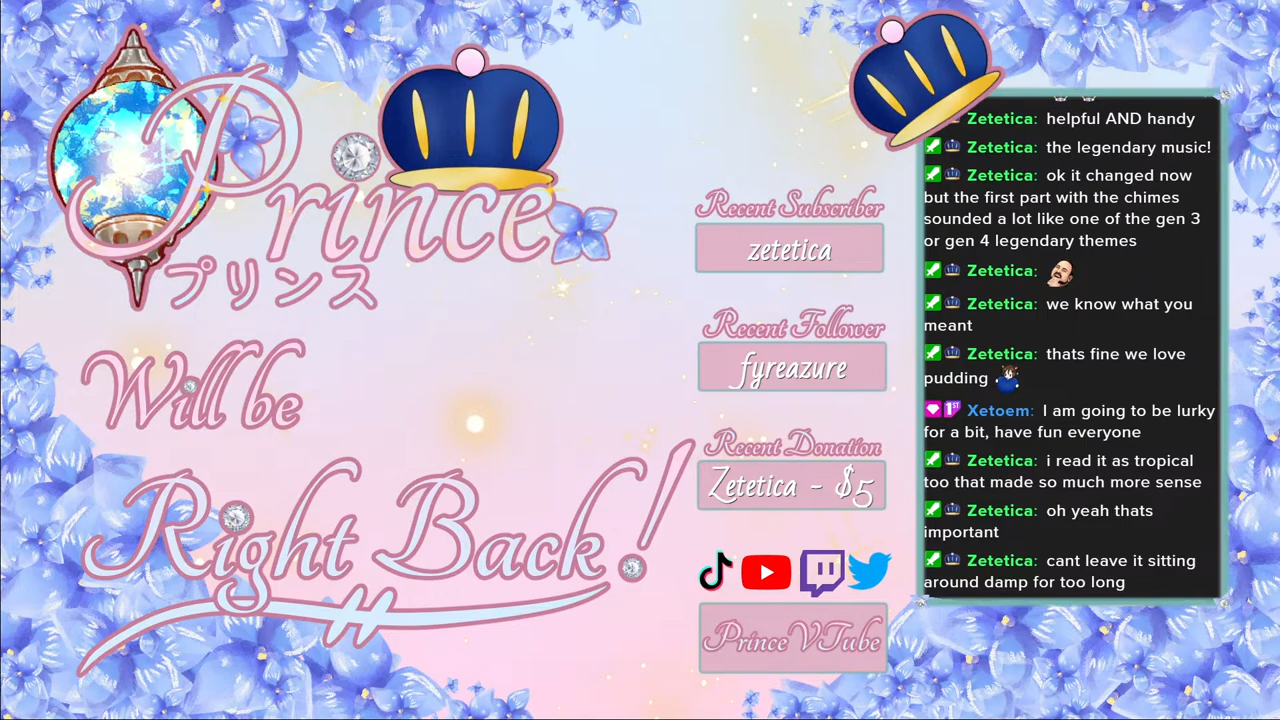 Prince
プリンス
Will be
Right Back!
Recent Subscriber
zetetica
Recent Follower
fyreazure
Recent Donation
Zetetica - $5
PrinceVTube
Zetetica: helpful AND handy
Zetetica: the legendary music!
Zetetica: ok it changed now
but the first part with the chimes
sounded a lot like one of the gen 3
or gen 4 legendary themes
Zetetica:
Zetetica: we know what you
meant
Zetetica: thats fine we love
pudding
1ST Xetoem: I am going to be lurky
for a bit, have fun everyone
Zetetica: i read it as tropical
too that made so much more sense
Zetetica: oh yeah thats
important
Zetetica: cant leave it sitting
around damp for too long